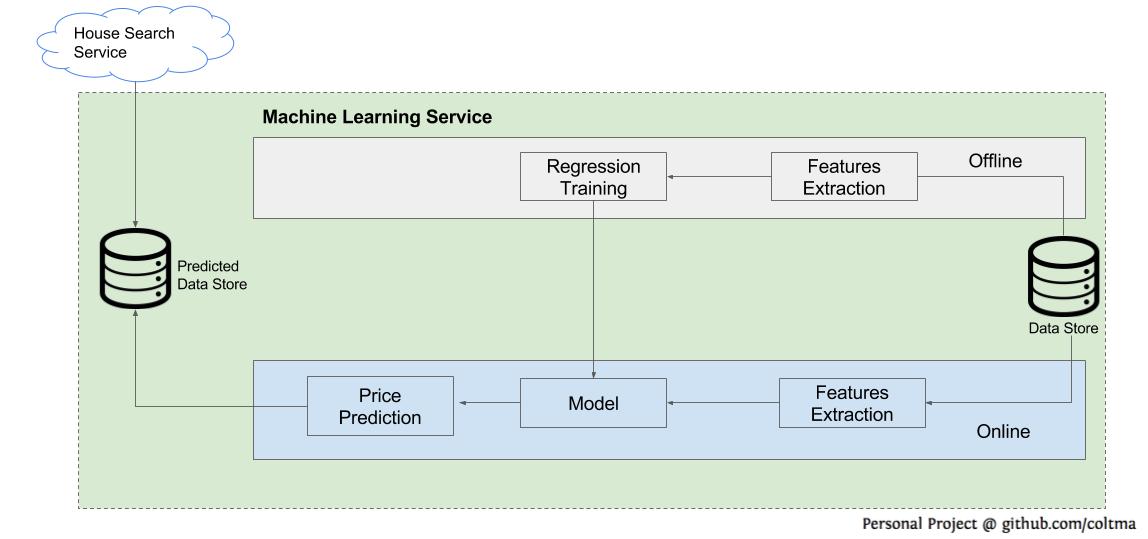 House Search
Service
Machine Learning Service
Regression
Training
Features
Extraction
Offline
Predicted
Data Store
Data Store
Price
Prediction
Model
Features
Extraction
Online
Personal Project @ github.com/coltma